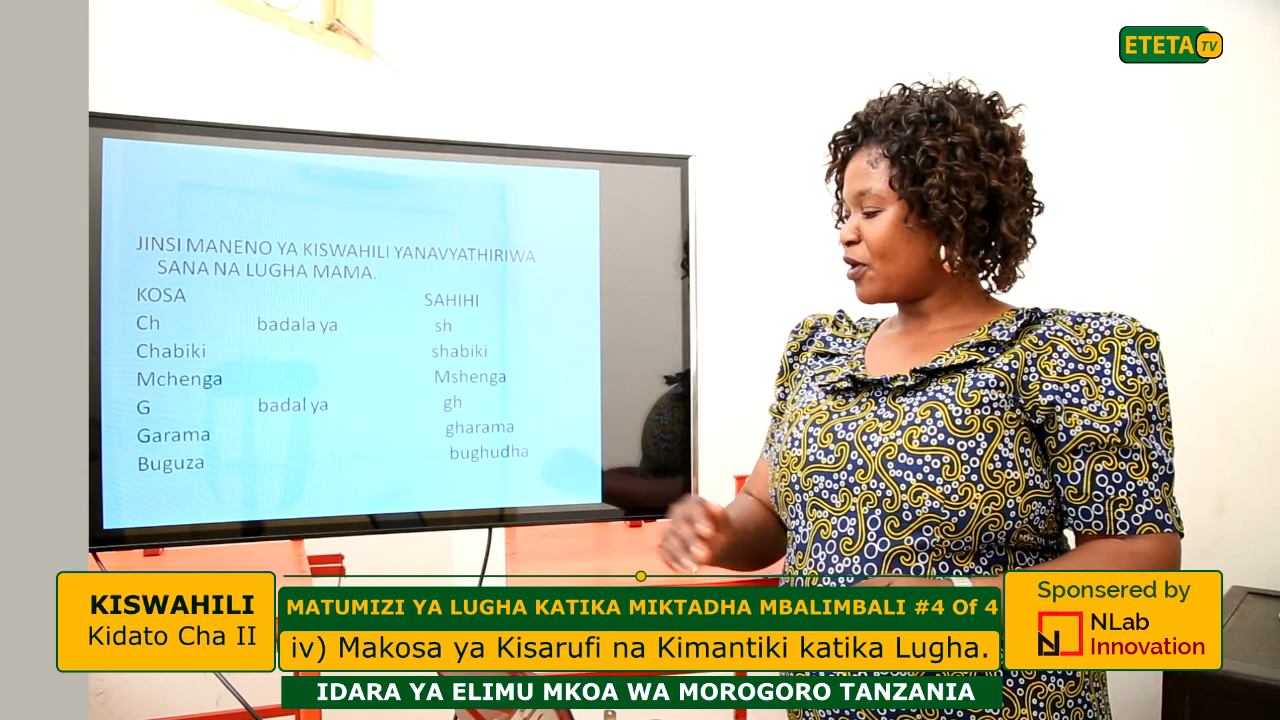 ETETA TV
JINSI MANENO YA KISWAHILI YANAVYATHIRIWA
SANA NA LUGHA MAMA.
KOSA SAHIHI
Ch badala ya sh
Chabiki shabiki
Mchenga Mshenga
G badal ya gh
Garama gharama
Buguza bughudha
KISWAHILI
Kidato Cha II
MATUMIZI YA LUGHA KATIKA MIKTADHA MBALIMBALI #4 Of 4
iv) Makosa ya Kisarufi na Kimantiki katika Lugha.
IDARA YA ELIMU MKOA WA MOROGORO TANZANIA
Sponsered by
NLab
Innovation